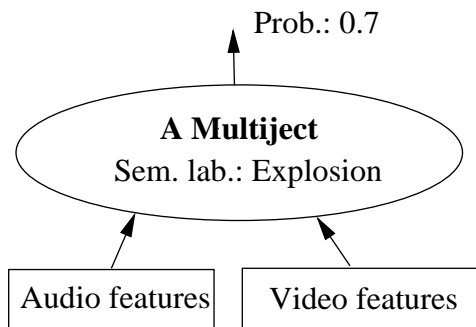 Prob.: 0.7
A Multiject
Sem. lab.: Explosion
Audio features
Video features